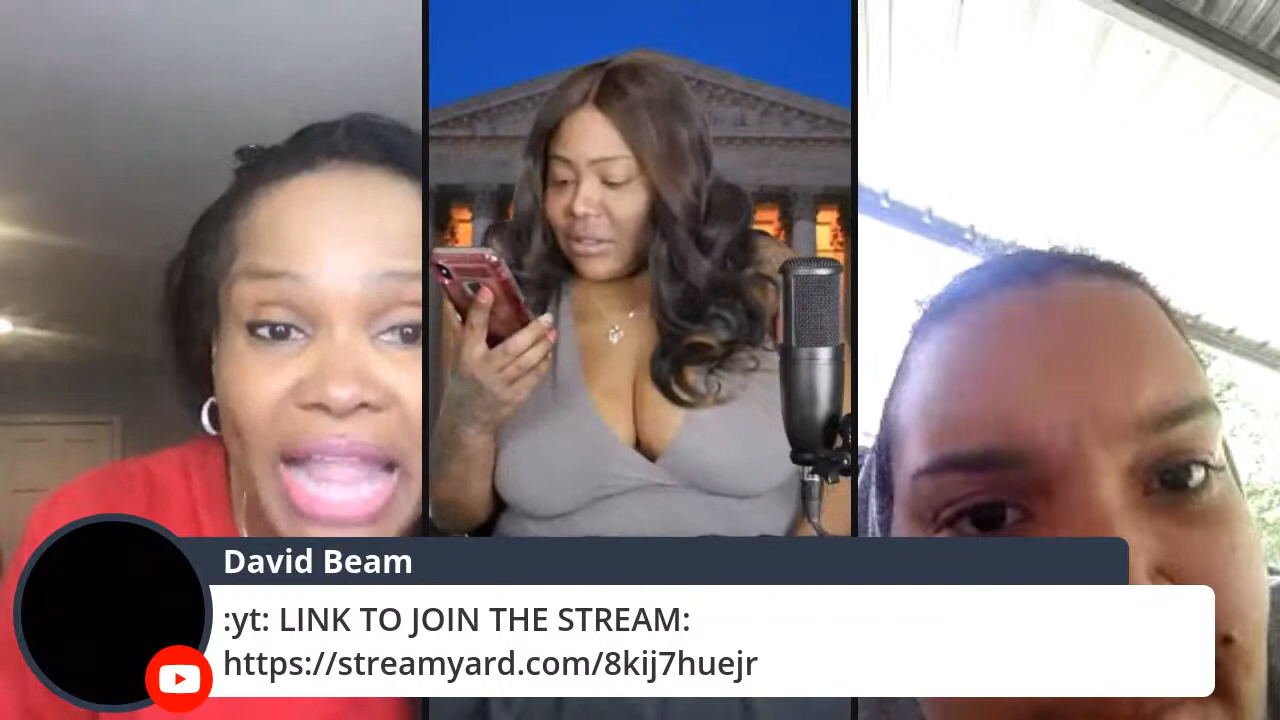 David Beam
:yt: LINK TO JOIN THE STREAM:
https://streamyard.com/8kij7huejr